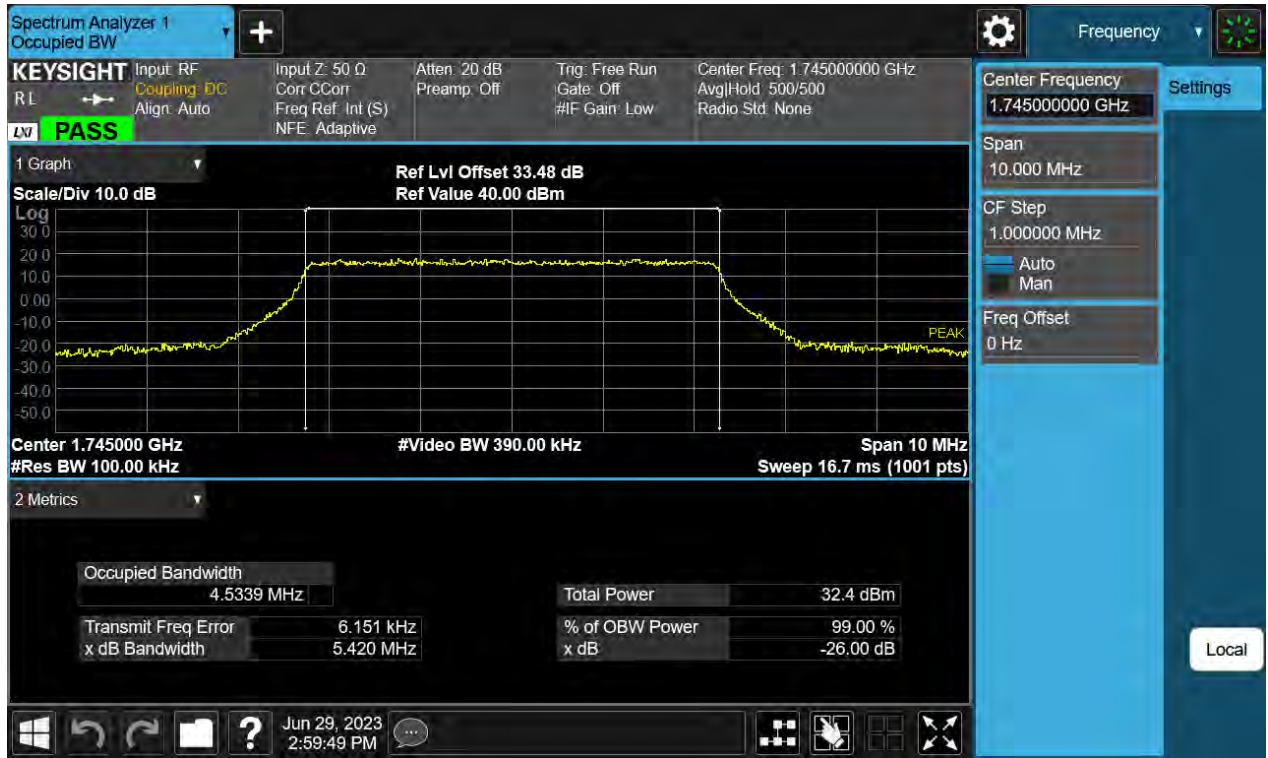 Spectrum Analyzer 1
Occupied BW
+
Frequency
KEYSIGHT
RL
LXI
PASS
Input: RF
Coupling: DC
Align: Auto
Input Z: 50 Ω
Corr CCorr
Freq Ref: Int (S)
NFE: Adaptive
Atten: 20 dB
Preamp: Off
Trig: Free Run
Gate: Off
#IF Gain: Low
Center Freq: 1.745000000 GHz
Avg|Hold: 500/500
Radio Std: None
Center Frequency
1.745000000 GHz
Settings
Span
10.000 MHz
CF Step
1.000000 MHz
Auto
Man
Freq Offset
0 Hz
1 Graph
Scale/Div 10.0 dB
Ref Lvl Offset 33.48 dB
Ref Value 40.00 dBm
Log
30.0
20.0
10.0
0.00
-10.0
-20.0
-30.0
-40.0
-50.0
PEAK
Center 1.745000 GHz
#Video BW 390.00 kHz
Span 10 MHz
#Res BW 100.00 kHz
Sweep 16.7 ms (1001 pts)
2 Metrics
Occupied Bandwidth
4.5339 MHz
Total Power 32.4 dBm
Transmit Freq Error 6.151 kHz
% of OBW Power 99.00 %
x dB Bandwidth 5.420 MHz
x dB -26.00 dB
Local
?
Jun 29, 2023
2:59:49 PM